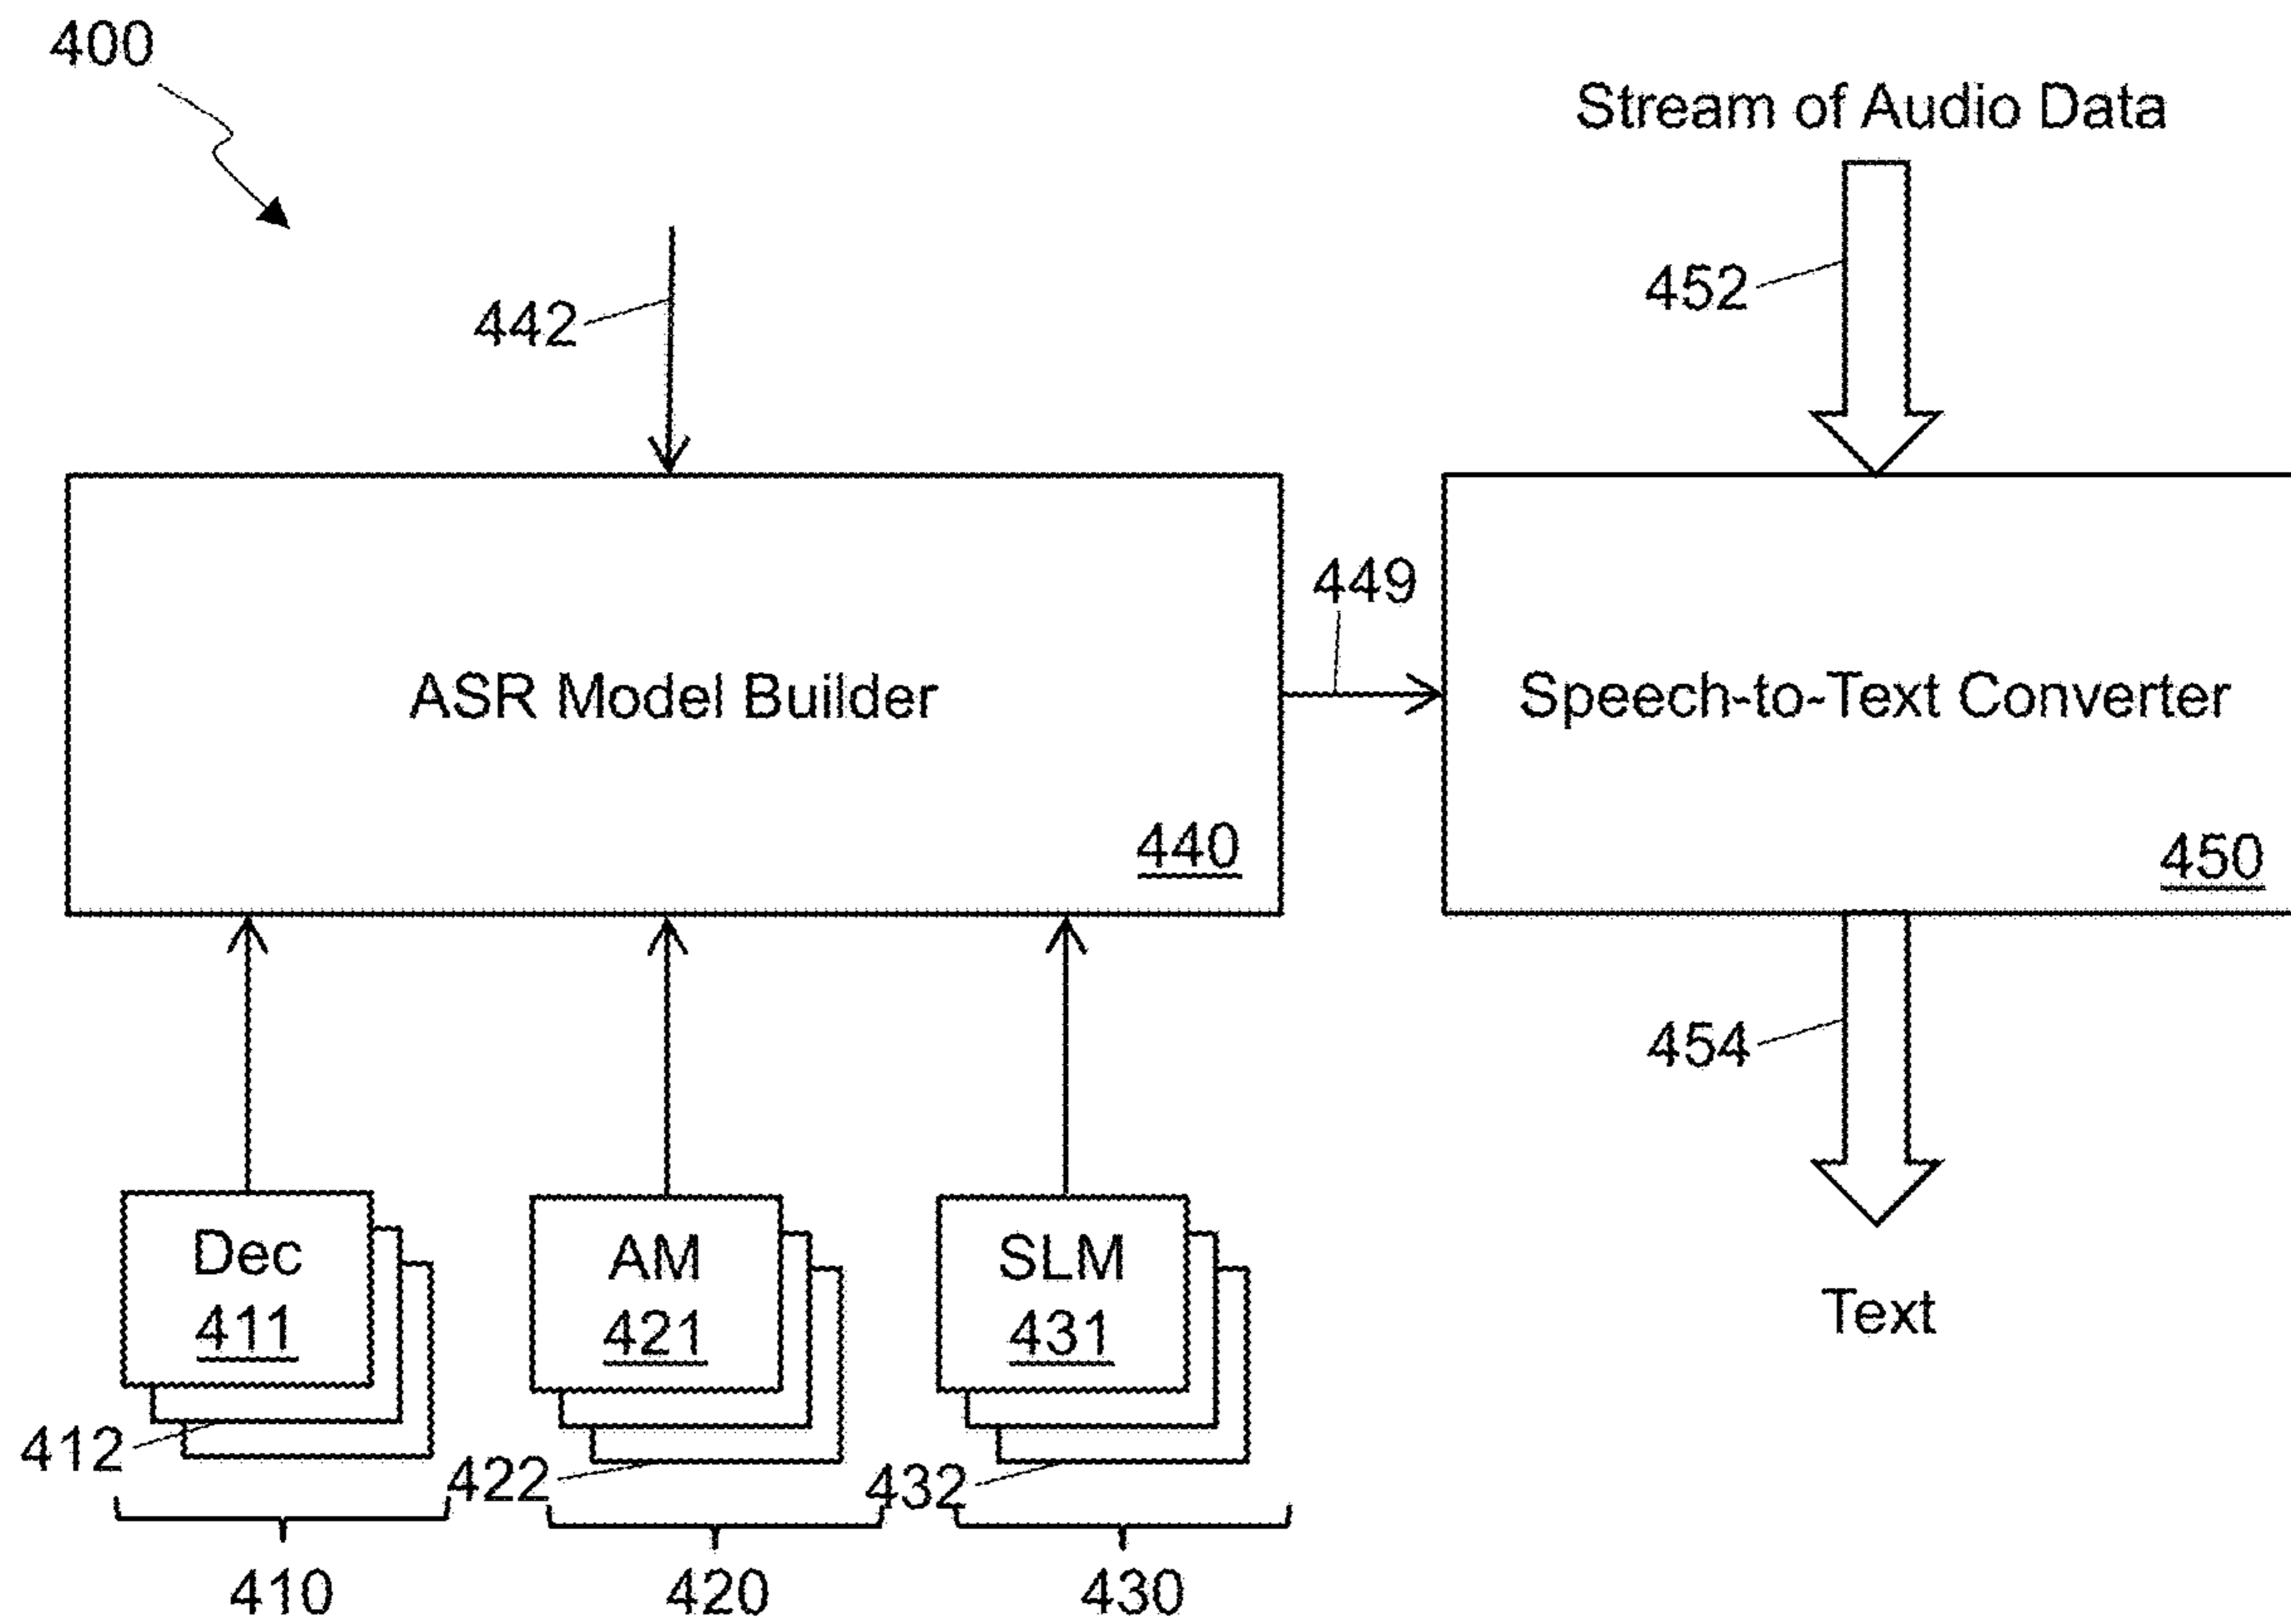 400
Stream of Audio Data
452
442
449
ASR Model Builder
Speech-to-Text Converter
440
450
454
Dec
411
AM
421
SLM
431
Text
412
422
432
410
420
430